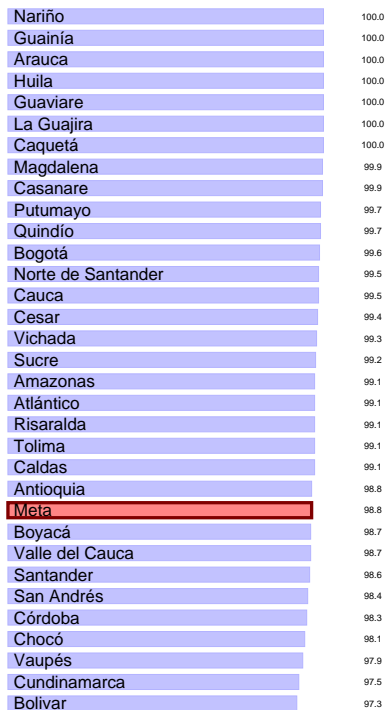 Nariño 100.0
Guainía 100.0
Arauca 100.0
Huila 100.0
Guaviare 100.0
La Guajira 100.0
Caquetá 100.0
Magdalena 99.9
Casanare 99.9
Putumayo 99.7
Quindío 99.7
Bogotá 99.6
Norte de Santander 99.5
Cauca 99.5
Cesar 99.4
Vichada 99.3
Sucre 99.2
Amazonas 99.1
Atlántico 99.1
Risaralda 99.1
Tolima 99.1
Caldas 99.1
Antioquia 98.8
Meta 98.8
Boyacá 98.7
Valle del Cauca 98.7
Santander 98.6
San Andrés 98.4
Córdoba 98.3
Chocó 98.1
Vaupés 97.9
Cundinamarca 97.5
Bolivar 97.3